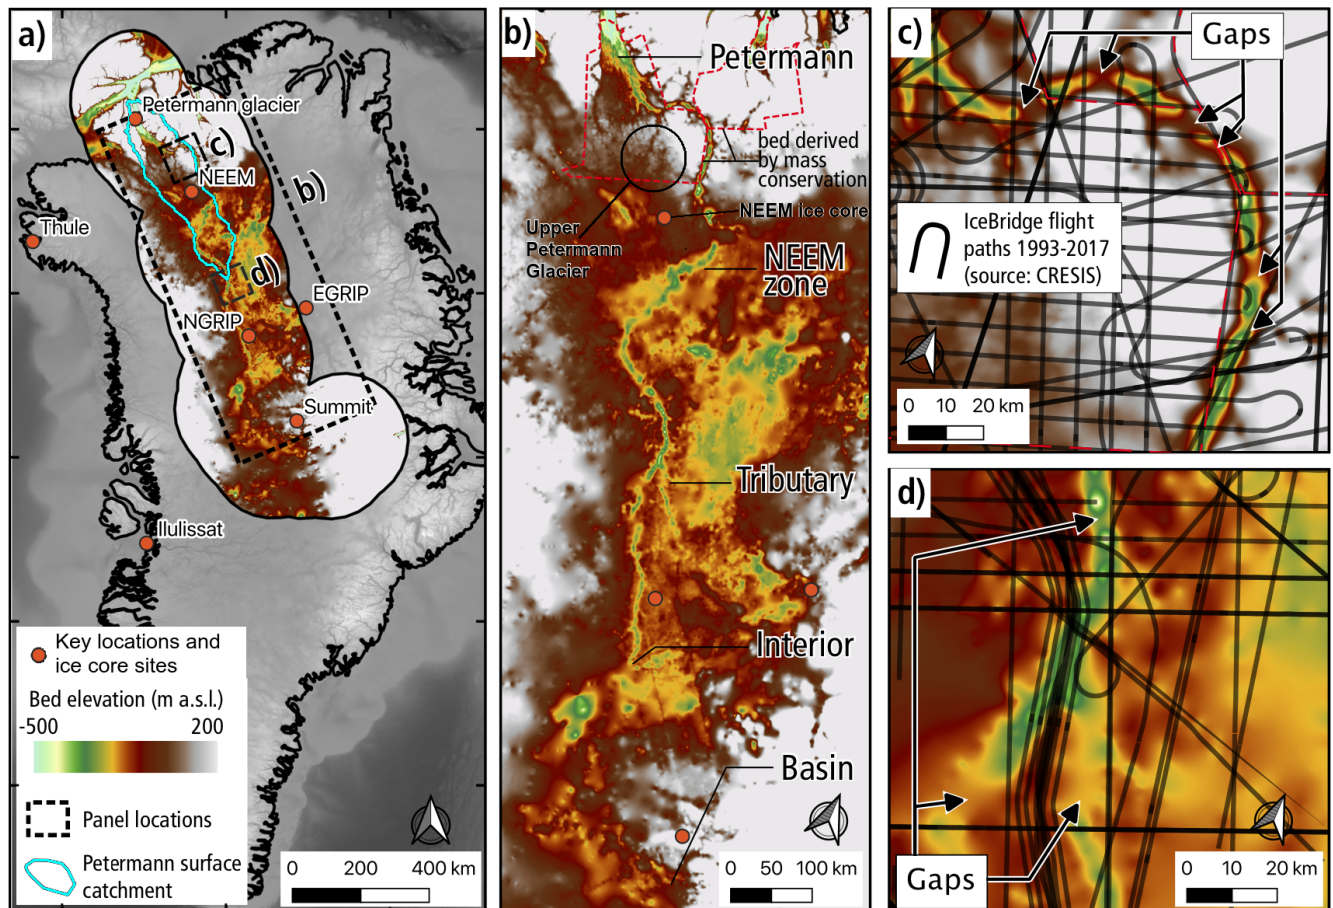 a)
Petermann glacier
c)
NEEM
b)
Thule
d)
EGRIP
NGRIP
Summit
Ilulissat
Key locations and
ice core sites
Bed elevation (m a.s.l.)
-500
200
Panel locations
Petermann surface
catchment
0
200
400 km
b)
Petermann
bed derived
by mass
conservation
NEEM ice core
Upper
Petermann
Glacier
NEEM
zone
Tributary
Interior
Basin
0
50
100 km
c)
Gaps
IceBridge flight
paths 1993-2017
(source: CRESIS)
0
10
20 km
d)
Gaps
0
10
20 km